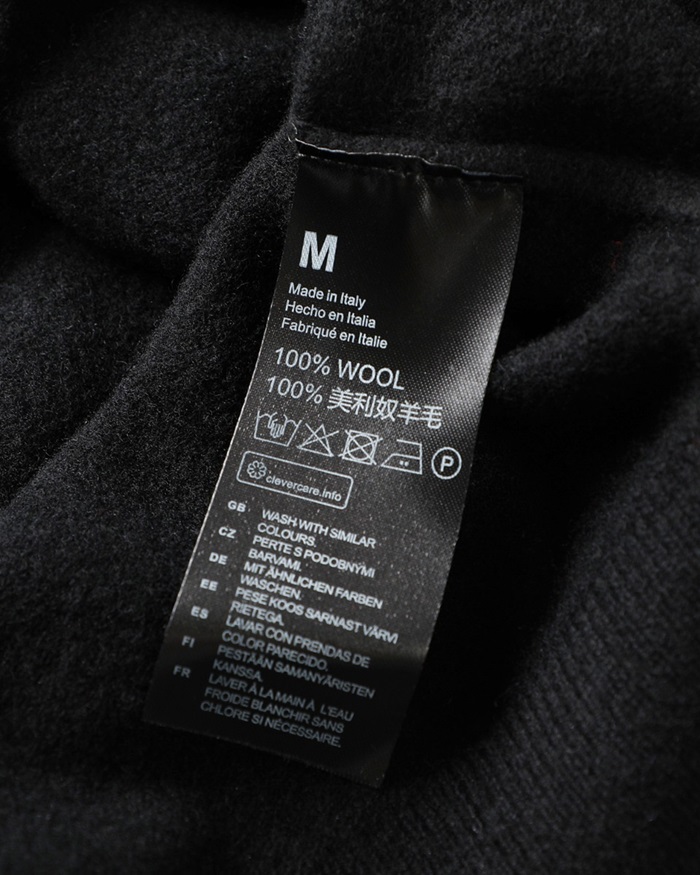 M
Made in Italy
Hecho en Italia
Fabriqué en Italie
100% WOOL
100% 美利奴羊毛
P
clevercare.info
GB WASH WITH SIMILAR
COLOURS.
CZ PERTE S PODOBNÝMI
BARVAMI.
DE MIT ÄHNLICHEN FARBEN
WASCHEN.
EE PESE KOOS SARNAST VÄRVI
RIETEGA.
ES LAVAR CON PRENDAS DE
COLOR PARECIDO.
FI PESTÄÄN SAMANYÄRISTEN
KANSSA.
FR LAVER À LA MAIN À L'EAU
FROIDE BLANCHIR SANS
CHLORE SI NÉCESSAIRE.